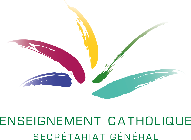 ENSEIGNEMENT CATHOLIQUE
SECRÉTARIAT GÉNÉRAL